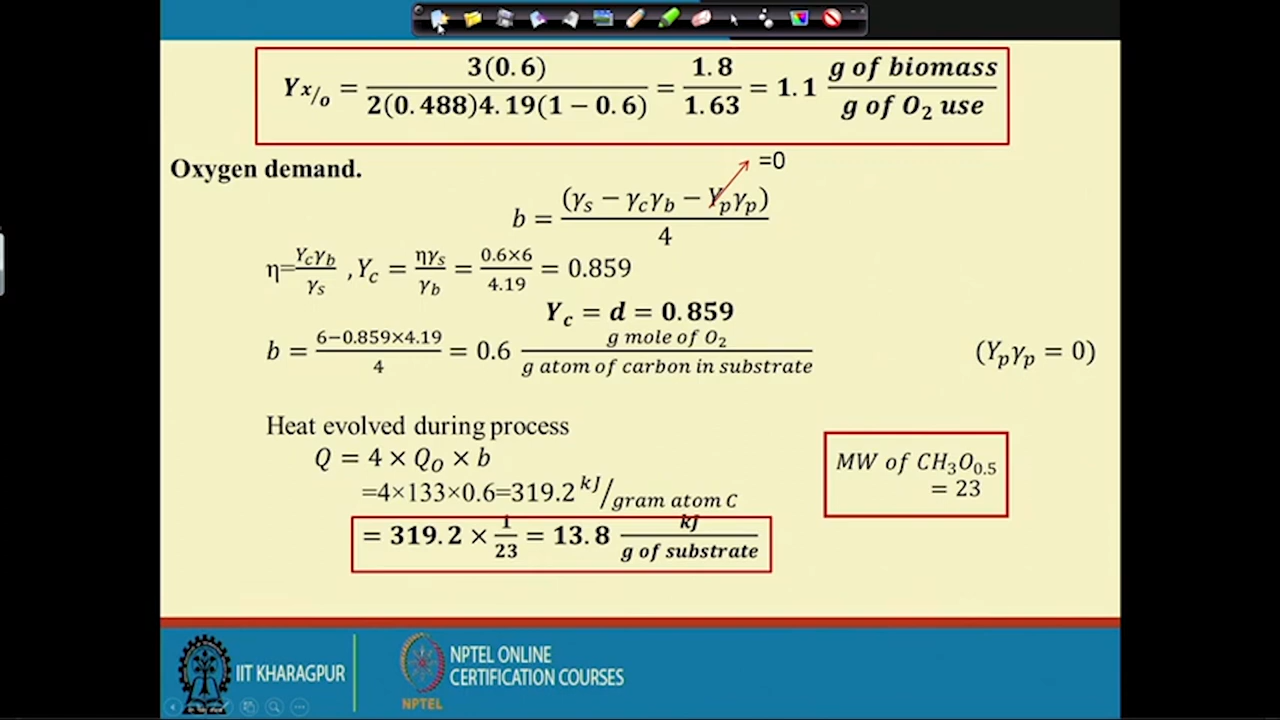 Y x/o = 3(0.6) / 2(0.488)4.19(1 − 0.6) = 1.8 / 1.63 = 1.1 g of biomass / g of O₂ use
Oxygen demand.
=0
b = (γs − γcγb − Ypγp) / 4
η= Ycγb / γs , Yc = ηγs / γb = 0.6×6 / 4.19 = 0.859
Yc = d = 0.859
b = 6−0.859×4.19 / 4 = 0.6 g mole of O₂ / g atom of carbon in substrate (Ypγp = 0)
Heat evolved during process
Q = 4 × Q_O × b
=4×133×0.6=319.2 kJ/gram atom C
= 319.2 × 1/23 = 13.8 kJ / g of substrate
MW of CH₃O₀.₅
= 23
IIT KHARAGPUR
NPTEL
NPTEL ONLINE
CERTIFICATION COURSES